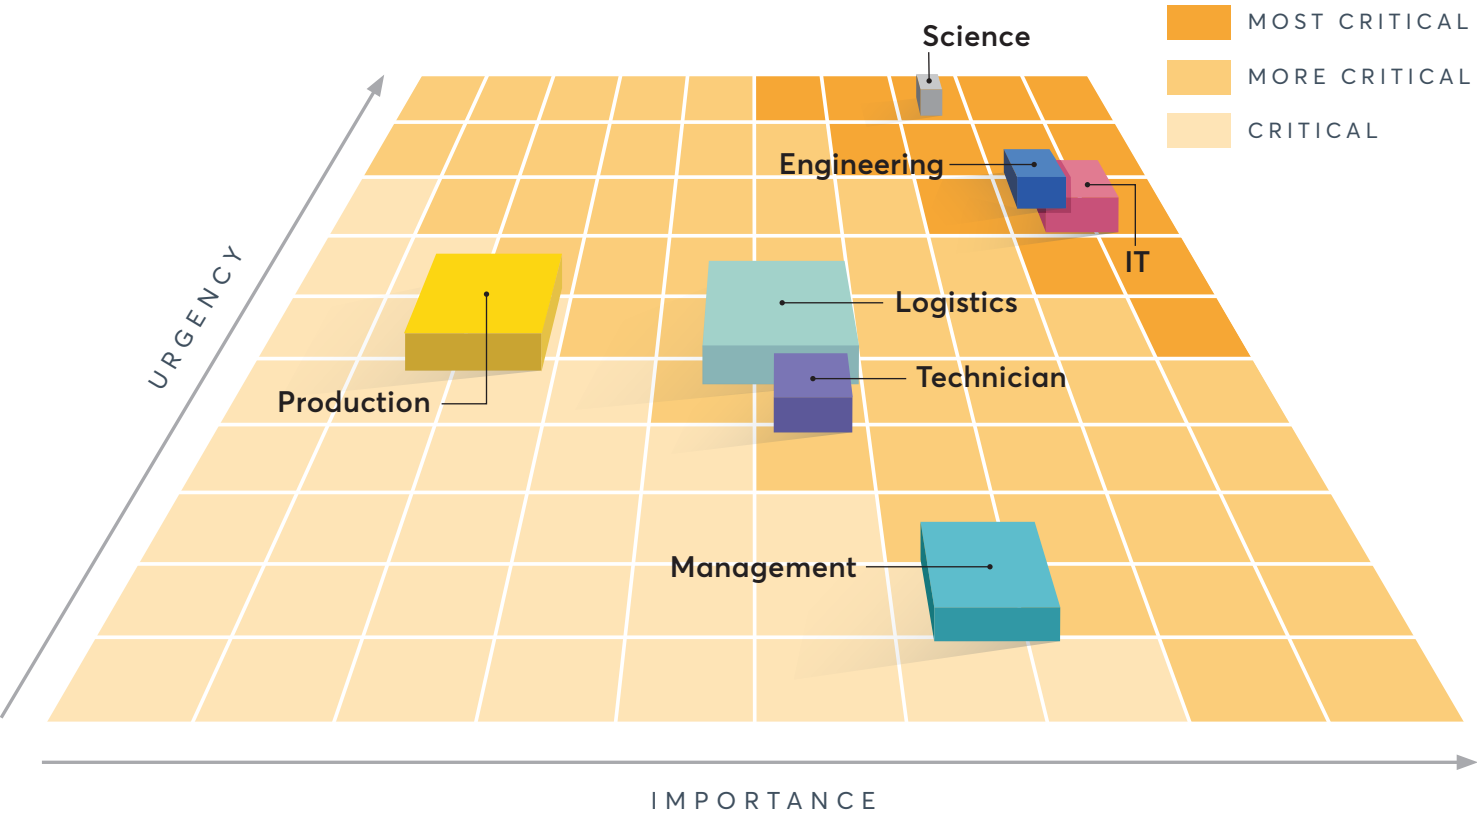 MOST CRITICAL
MORE CRITICAL
CRITICAL
Science
Engineering
IT
Logistics
Technician
Production
Management
URGENCY
IMPORTANCE